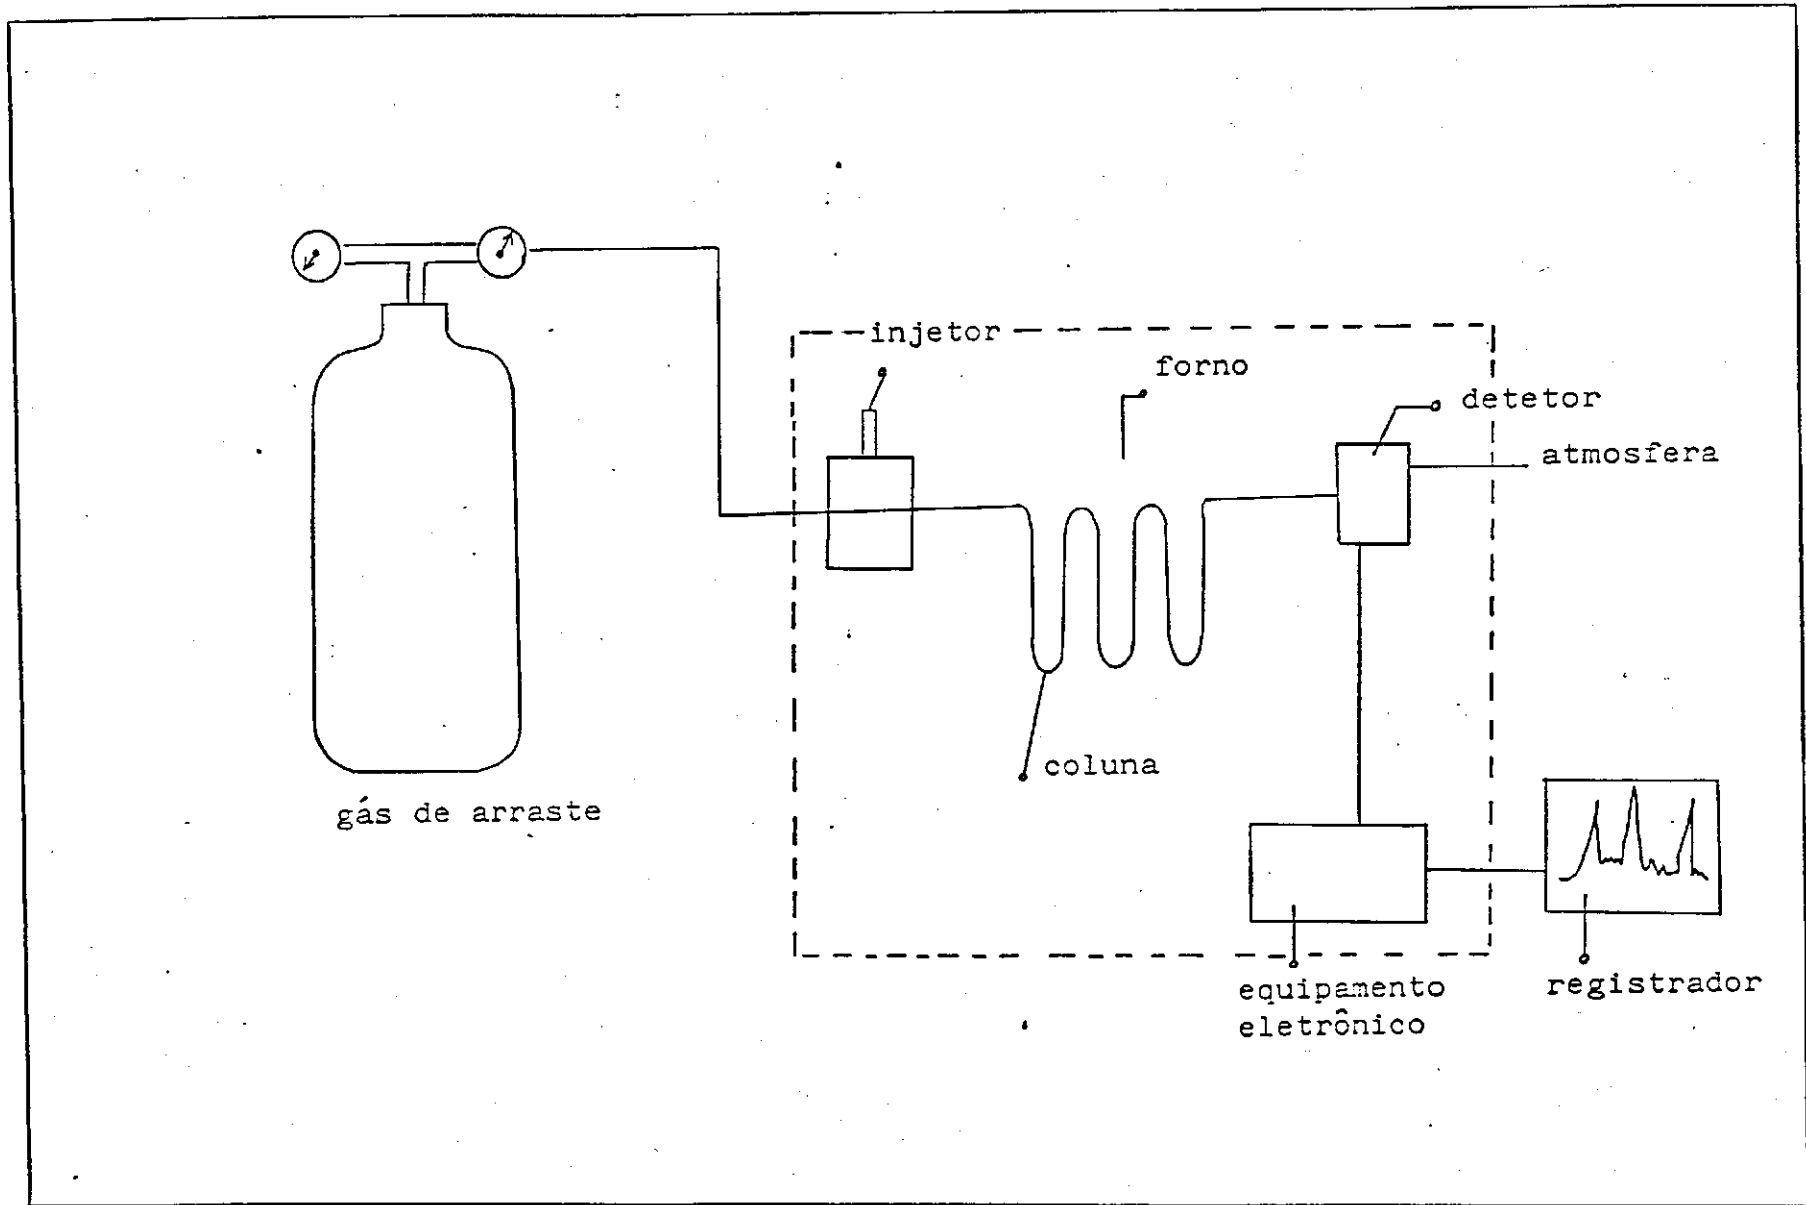 injetor
forno
detetor
atmosfera
coluna
gás de arraste
equipamento
eletrônico
registrador